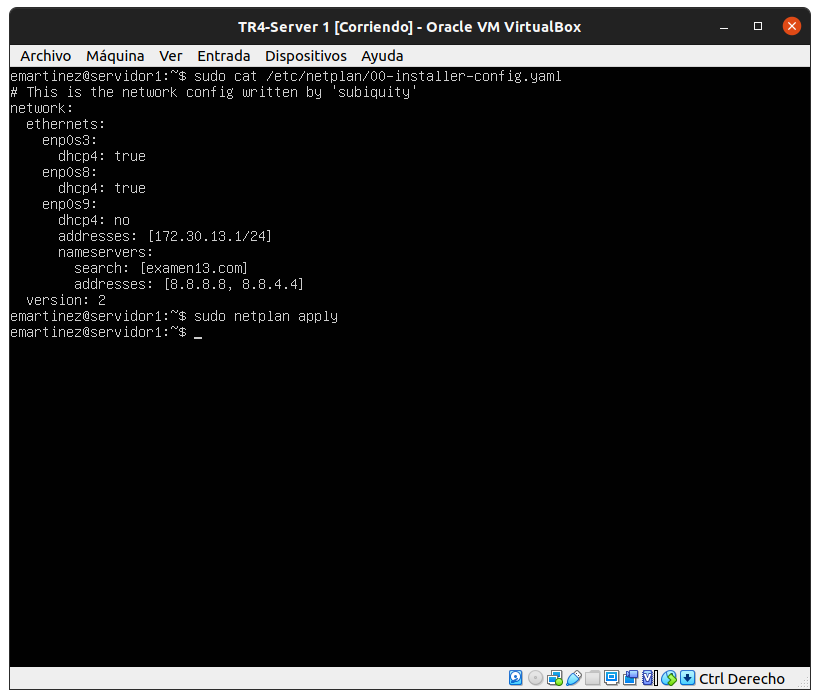 TR4-Server 1 [Corriendo] - Oracle VM VirtualBox
Archivo Máquina Ver Entrada Dispositivos Ayuda
emartinez@servidor1:~$ sudo cat /etc/netplan/00-installer-config.yaml
# This is the network config written by 'subiquity'
network:
  ethernets:
    enp0s3:
      dhcp4: true
    enp0s8:
      dhcp4: true
    enp0s9:
      dhcp4: no
      addresses: [172.30.13.1/24]
      nameservers:
        search: [examen13.com]
        addresses: [8.8.8.8, 8.8.4.4]
  version: 2
emartinez@servidor1:~$ sudo netplan apply
emartinez@servidor1:~$ _
Ctrl Derecho